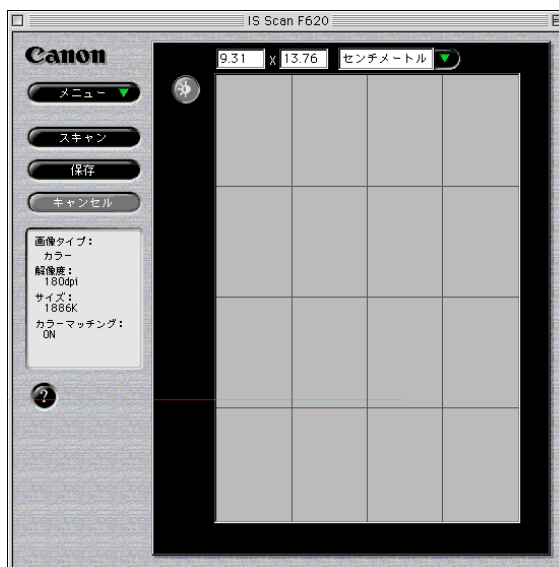 IS Scan F620
Canon
9.31 x 13.76 センチメートル
メニュー
スキャン
保存
キャンセル
画像タイプ:
カラー
解像度:
180dpi
サイズ:
1886K
カラーマッチング:
ON
?